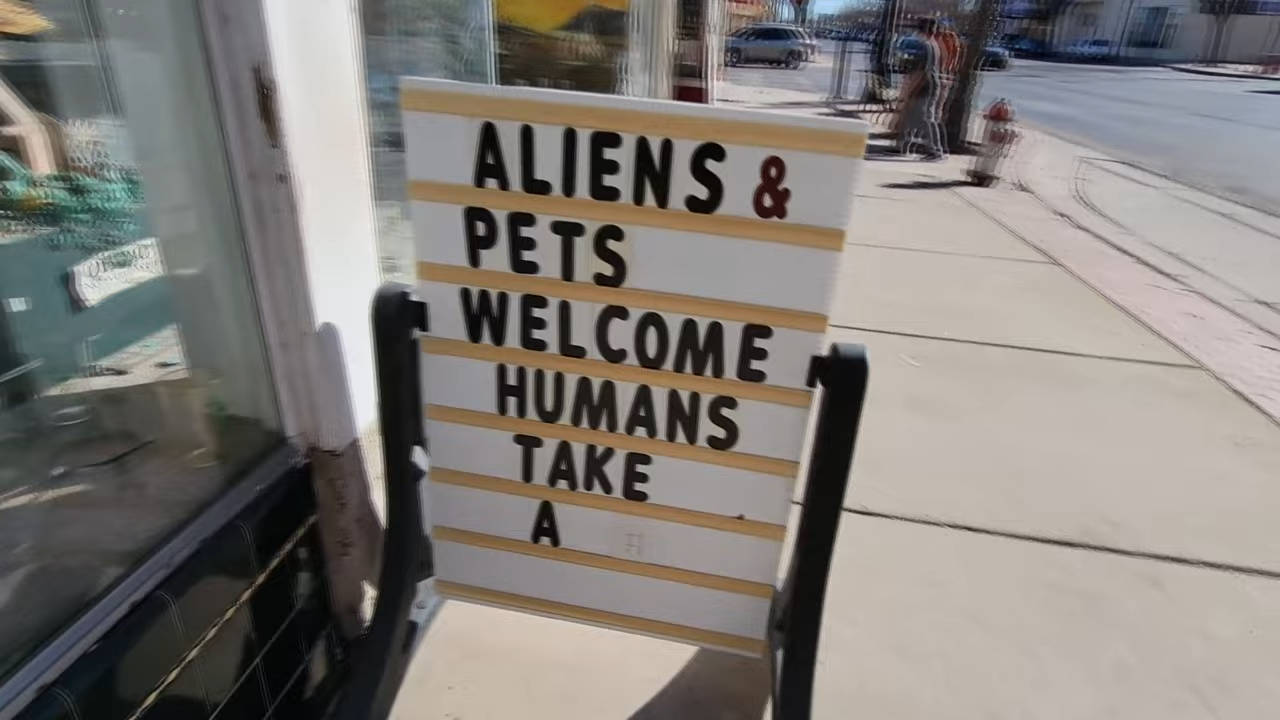 ALIENS &
PETS
WELCOME
HUMANS
TAKE
A